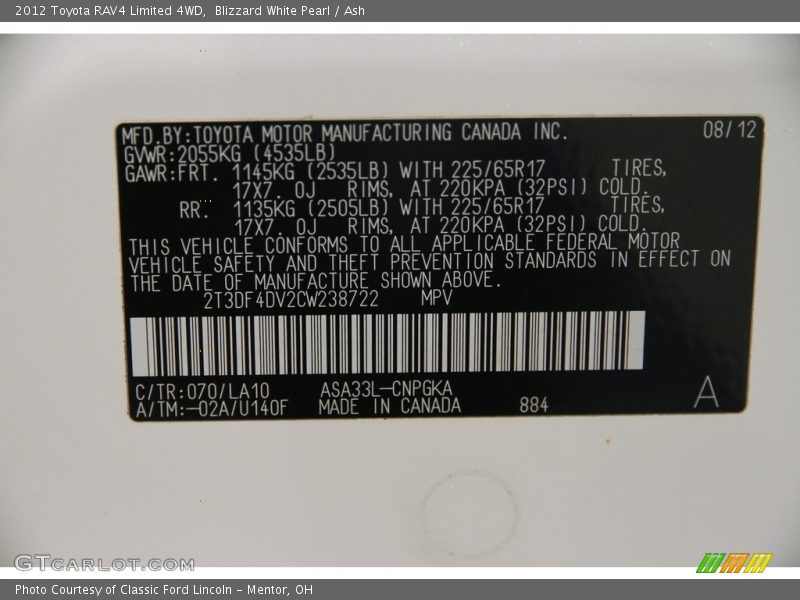 2012 Toyota RAV4 Limited 4WD,  Blizzard White Pearl / Ash
MFD.BY:TOYOTA MOTOR MANUFACTURING CANADA INC. 08/12
GVWR:2055KG (4535LB)
GAWR:FRT. 1145KG (2535LB) WITH 225/65R17 TIRES,
17X7. 0J RIMS, AT 220KPA (32PSI) COLD.
RR. 1135KG (2505LB) WITH 225/65R17 TIRES,
17X7. 0J RIMS, AT 220KPA (32PSI) COLD.
THIS VEHICLE CONFORMS TO ALL APPLICABLE FEDERAL MOTOR
VEHICLE SAFETY AND THEFT PREVENTION STANDARDS IN EFFECT ON
THE DATE OF MANUFACTURE SHOWN ABOVE.
2T3DF4DV2CW238722 MPV
C/TR:070/LA10 ASA33L-CNPGKA
A/TM:-02A/U140F MADE IN CANADA 884 A
GTCARLOT.COM
Photo Courtesy of Classic Ford Lincoln - Mentor, OH